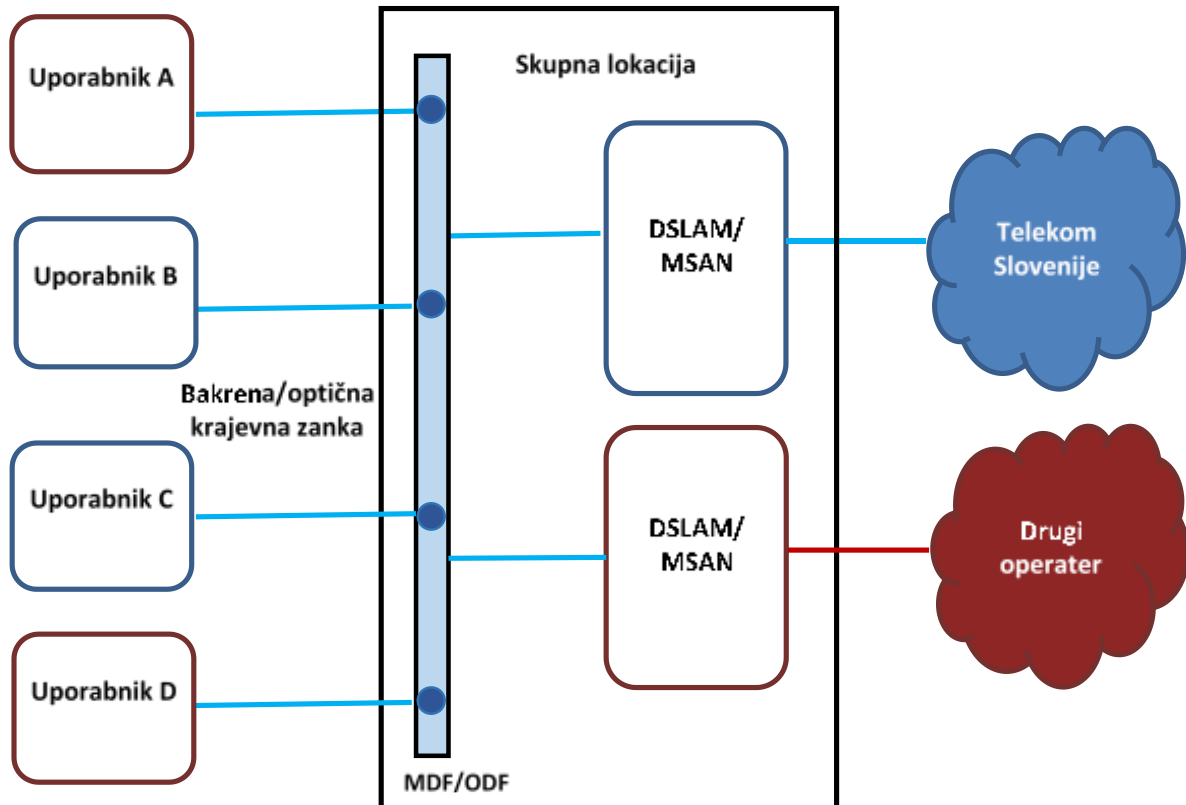 Uporabnik A
Skupna lokacija
DSLAM/
MSAN
Telekom
Slovenije
Uporabnik B
Bakrena/optična
krajevna zanka
Uporabnik C
DSLAM/
MSAN
Drugi
operater
Uporabnik D
MDF/ODF